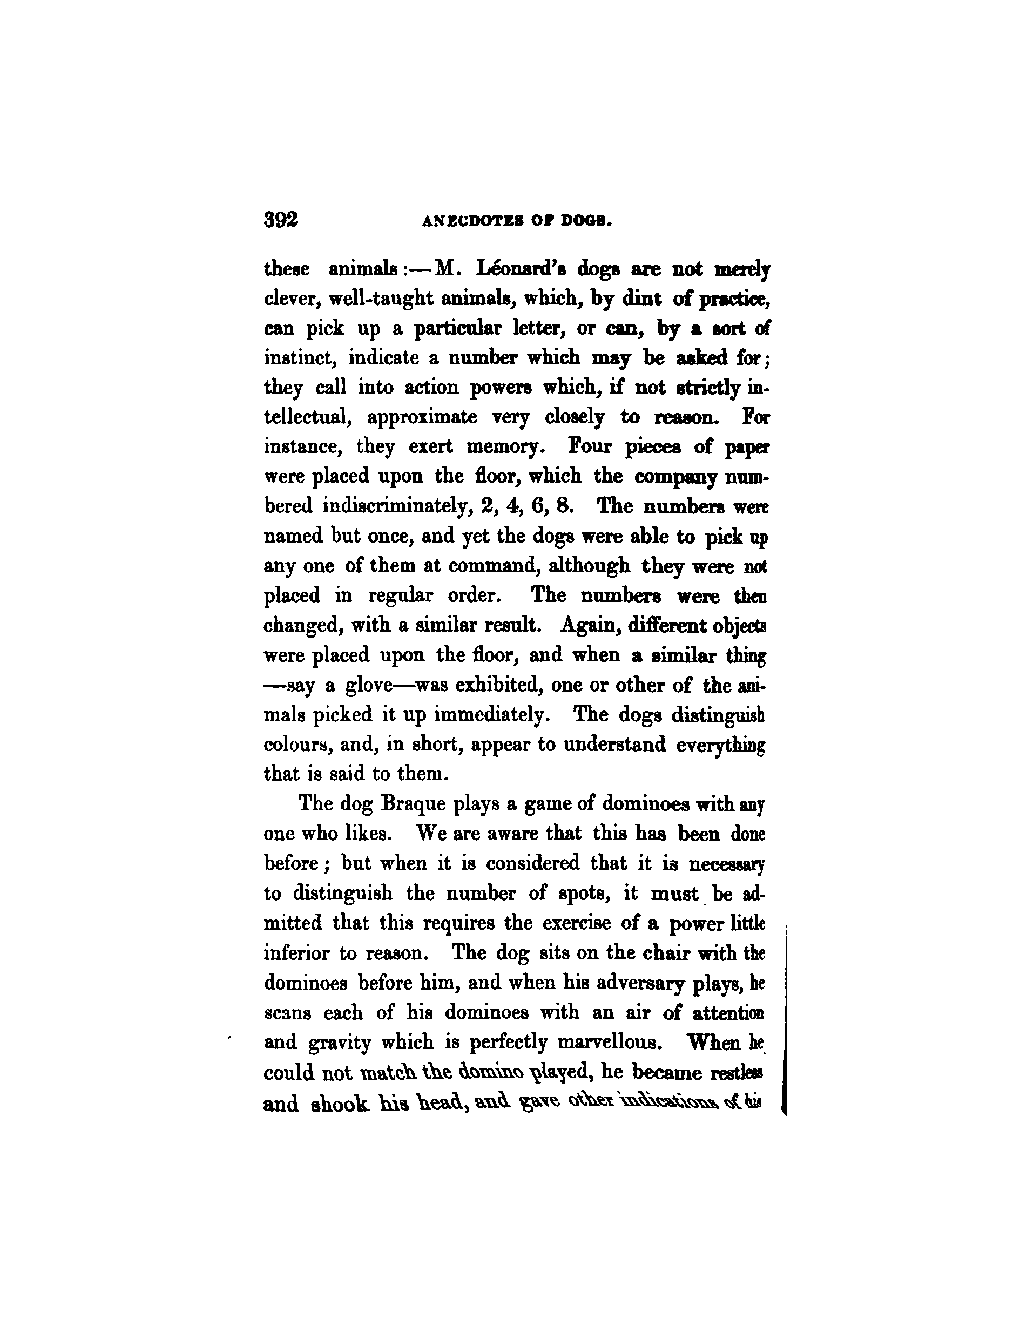 392 ANECDOTES OF DOGS.
these animals:—M. Léonard's dogs are not merely
clever, well-taught animals, which, by dint of practice,
can pick up a particular letter, or can, by a sort of
instinct, indicate a number which may be asked for;
they call into action powers which, if not strictly in-
tellectual, approximate very closely to reason. For
instance, they exert memory. Four pieces of paper
were placed upon the floor, which the company num-
bered indiscriminately, 2, 4, 6, 8. The numbers were
named but once, and yet the dogs were able to pick up
any one of them at command, although they were not
placed in regular order. The numbers were then
changed, with a similar result. Again, different objects
were placed upon the floor, and when a similar thing
—say a glove—was exhibited, one or other of the ani-
mals picked it up immediately. The dogs distinguish
colours, and, in short, appear to understand everything
that is said to them.
The dog Braque plays a game of dominoes with any
one who likes. We are aware that this has been done
before; but when it is considered that it is necessary
to distinguish the number of spots, it must be ad-
mitted that this requires the exercise of a power little
inferior to reason. The dog sits on the chair with the
dominoes before him, and when his adversary plays, he
scans each of his dominoes with an air of attention
and gravity which is perfectly marvellous. When he
could not match the domino played, he became restless
and shook his head, and gave other indications of his